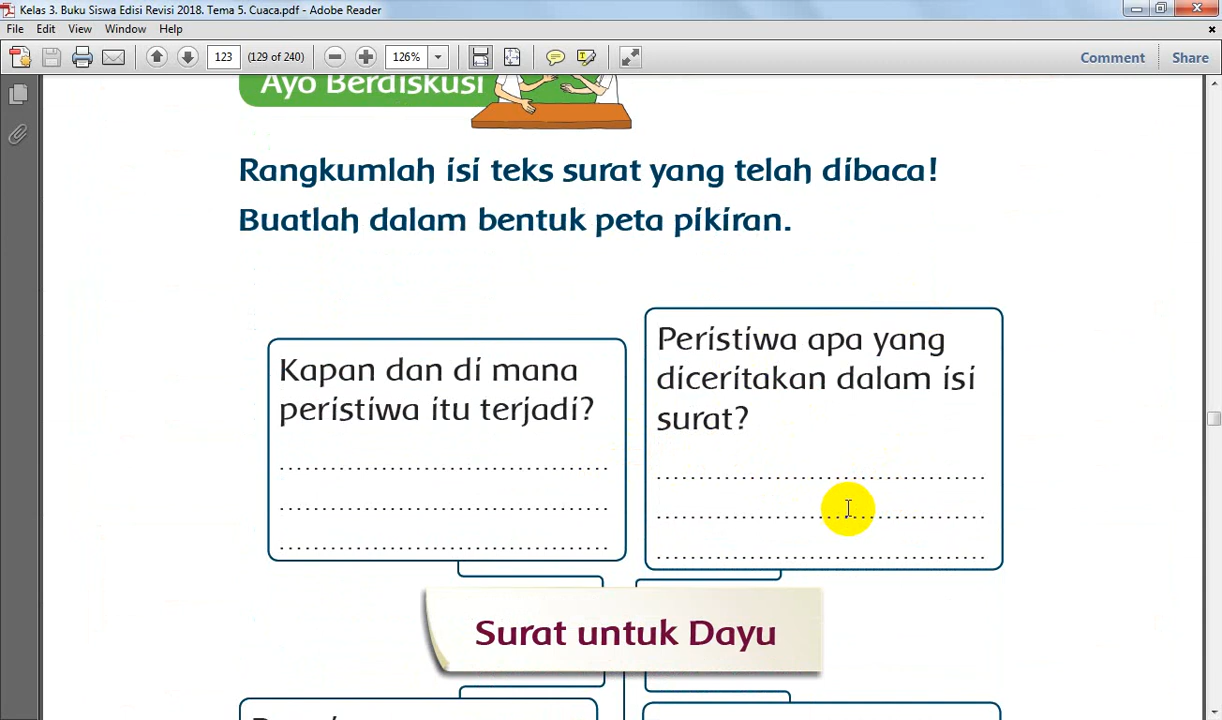 Kelas 3. Buku Siswa Edisi Revisi 2018. Tema 5. Cuaca.pdf - Adobe Reader
File Edit View Window Help
123 (129 of 240) 126% Comment Share
Ayo Berdiskusi
Rangkumlah isi teks surat yang telah dibaca!
Buatlah dalam bentuk peta pikiran.
Kapan dan di mana
peristiwa itu terjadi?
Peristiwa apa yang
diceritakan dalam isi
surat?
Surat untuk Dayu